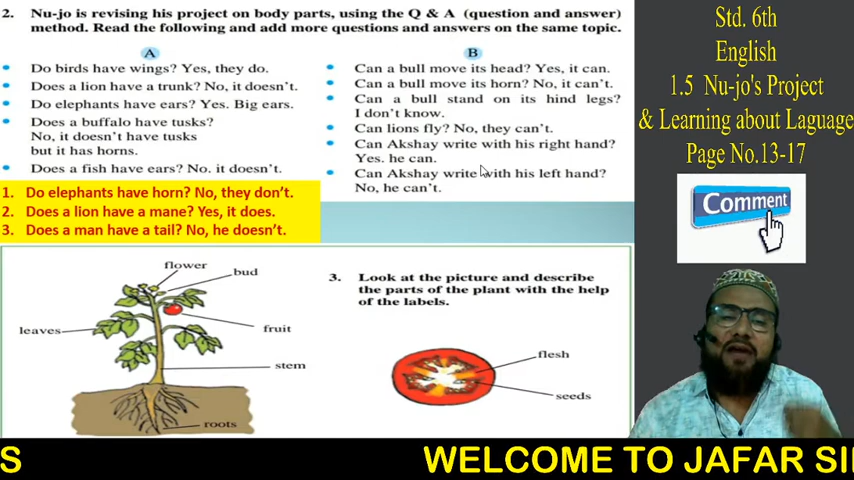 2. Nu-jo is revising his project on body parts, using the Q & A (question and answer)
method. Read the following and add more questions and answers on the same topic.
A
• Do birds have wings? Yes, they do.
• Does a lion have a trunk? No, it doesn't.
• Do elephants have ears? Yes. Big ears.
• Does a buffalo have tusks?
No, it doesn't have tusks
but it has horns.
• Does a fish have ears? No. it doesn't.
1. Do elephants have horn? No, they don't.
2. Does a lion have a mane? Yes, it does.
3. Does a man have a tail? No, he doesn't.
B
• Can a bull move its head? Yes, it can.
• Can a bull move its horn? No, it can't.
• Can a bull stand on its hind legs?
I don't know.
• Can lions fly? No, they can't.
• Can Akshay write with his right hand?
Yes. he can.
• Can Akshay write with his left hand?
No, he can't.
flower
bud
leaves
fruit
stem
roots
3. Look at the picture and describe
the parts of the plant with the help
of the labels.
flesh
seeds
Std. 6th
English
1.5 Nu-jo's Project
& Learning about Laguage
Page No.13-17
Comment
S WELCOME TO JAFAR SI